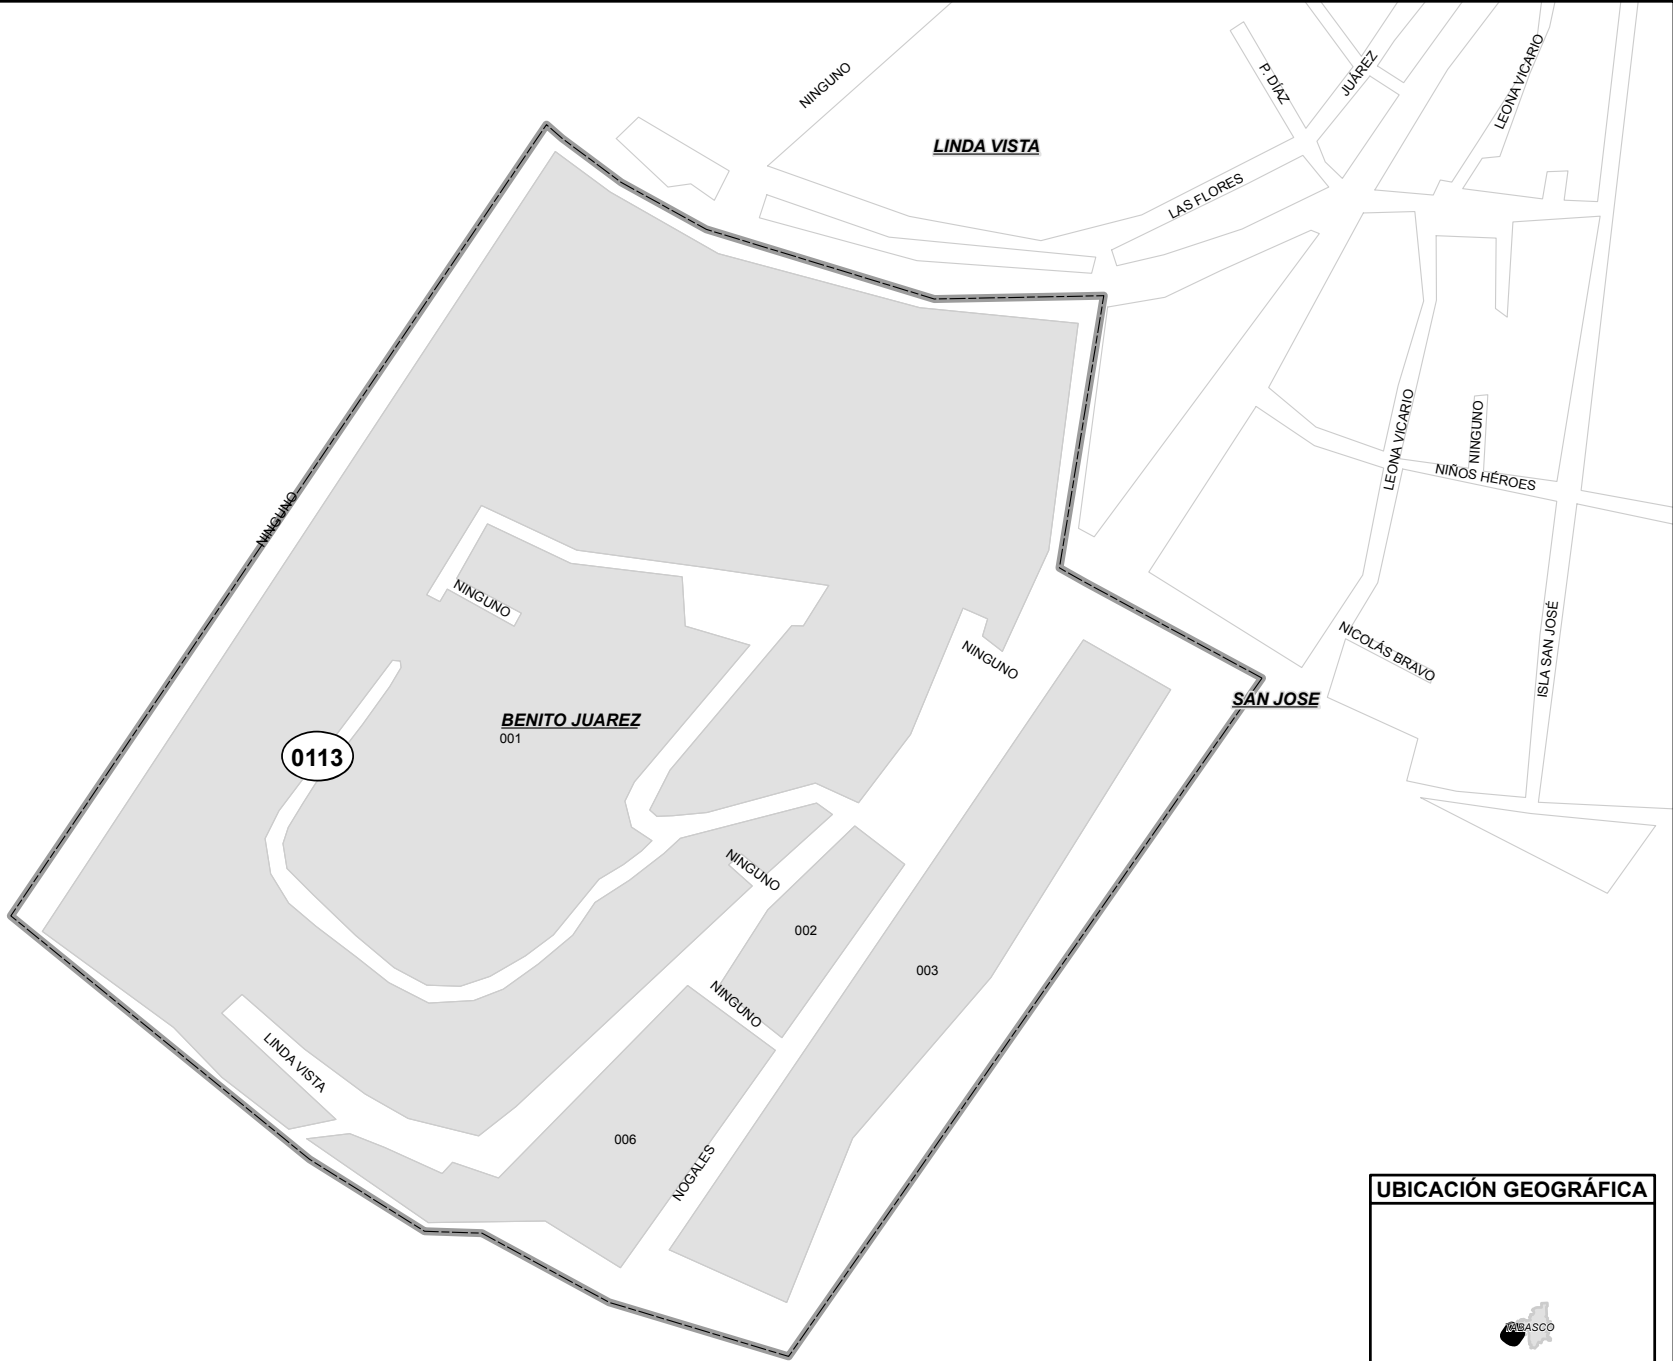 NINGUNO
P. DÍAZ
JUÁREZ
LEONA VICARIO
LINDA VISTA
LAS FLORES
LEONA VICARIO
NINGUNO
NIÑOS HÉROES
NINGUNO
NINGUNO
NINGUNO
NICOLÁS BRAVO
ISLA SAN JOSÉ
SAN JOSE
BENITO JUAREZ
001
0113
NINGUNO
002
003
NINGUNO
LINDA VISTA
006
NOGALES
UBICACIÓN GEOGRÁFICA
TABASCO